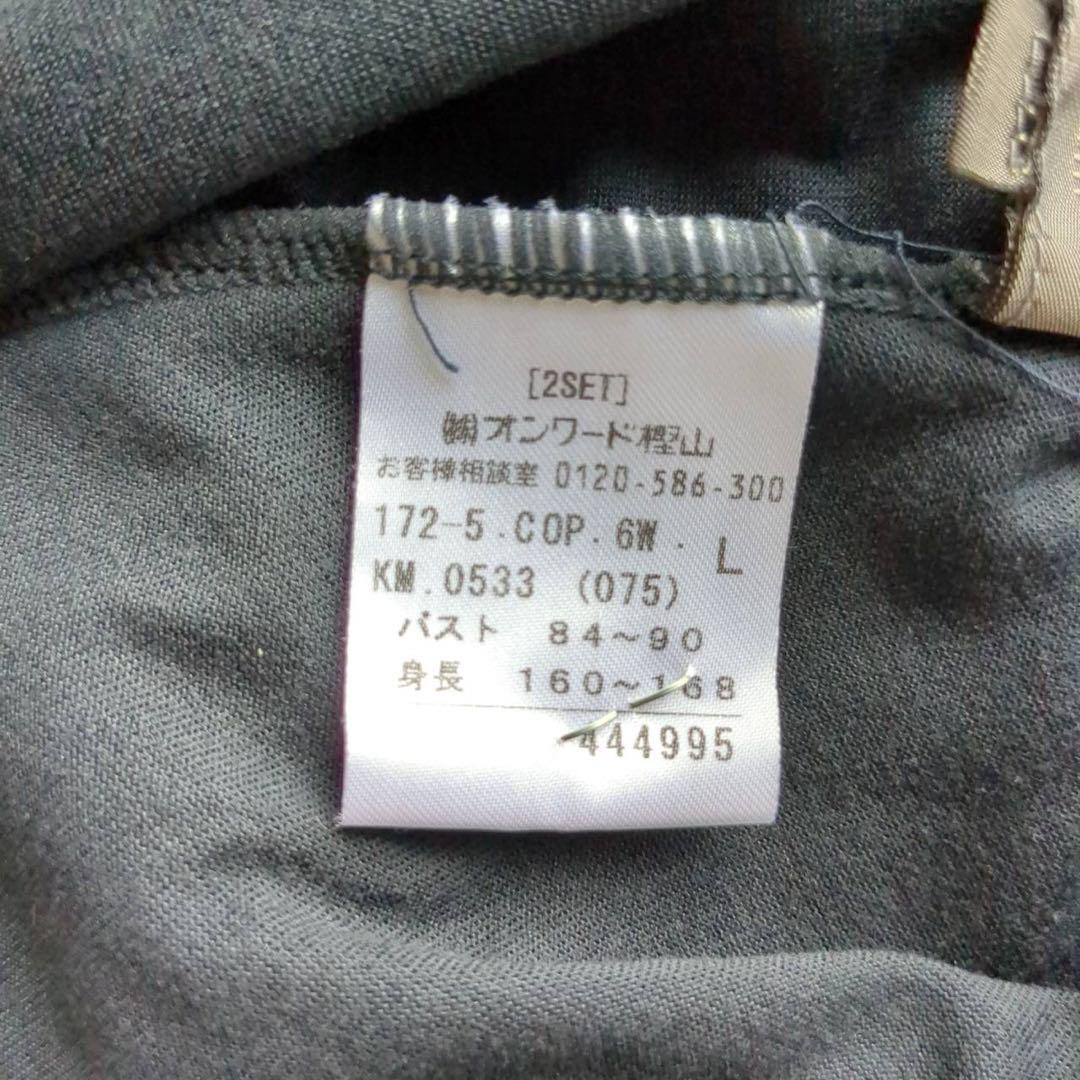 [2SET]
㈱オンワード樫山
お客様相談室 0120-586-300
172-5.COP.6W. L
KM.0533 (075)
バスト 84～90
身長 160～168
444995